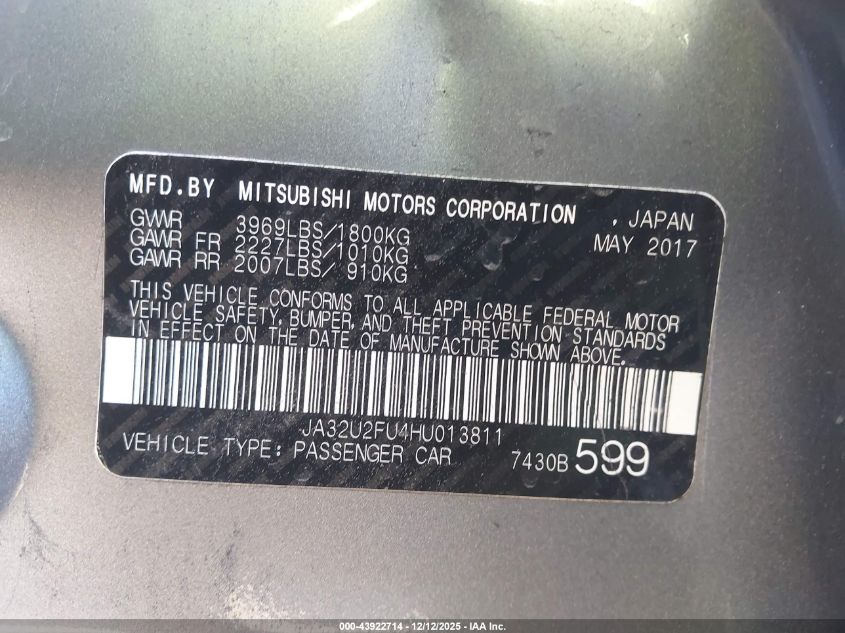 MFD.BY MITSUBISHI MOTORS CORPORATION , JAPAN
GVWR 3969LBS/1800KG MAY 2017
GAWR FR 2227LBS/1010KG
GAWR RR 2007LBS/ 910KG
THIS VEHICLE CONFORMS TO ALL APPLICABLE FEDERAL MOTOR
VEHICLE SAFETY, BUMPER, AND THEFT PREVENTION STANDARDS
IN EFFECT ON THE DATE OF MANUFACTURE SHOWN ABOVE.
JA32U2FU4HU013811
VEHICLE TYPE: PASSENGER CAR 7430B 599
000-43922714 - 12/12/2025 - IAA Inc.